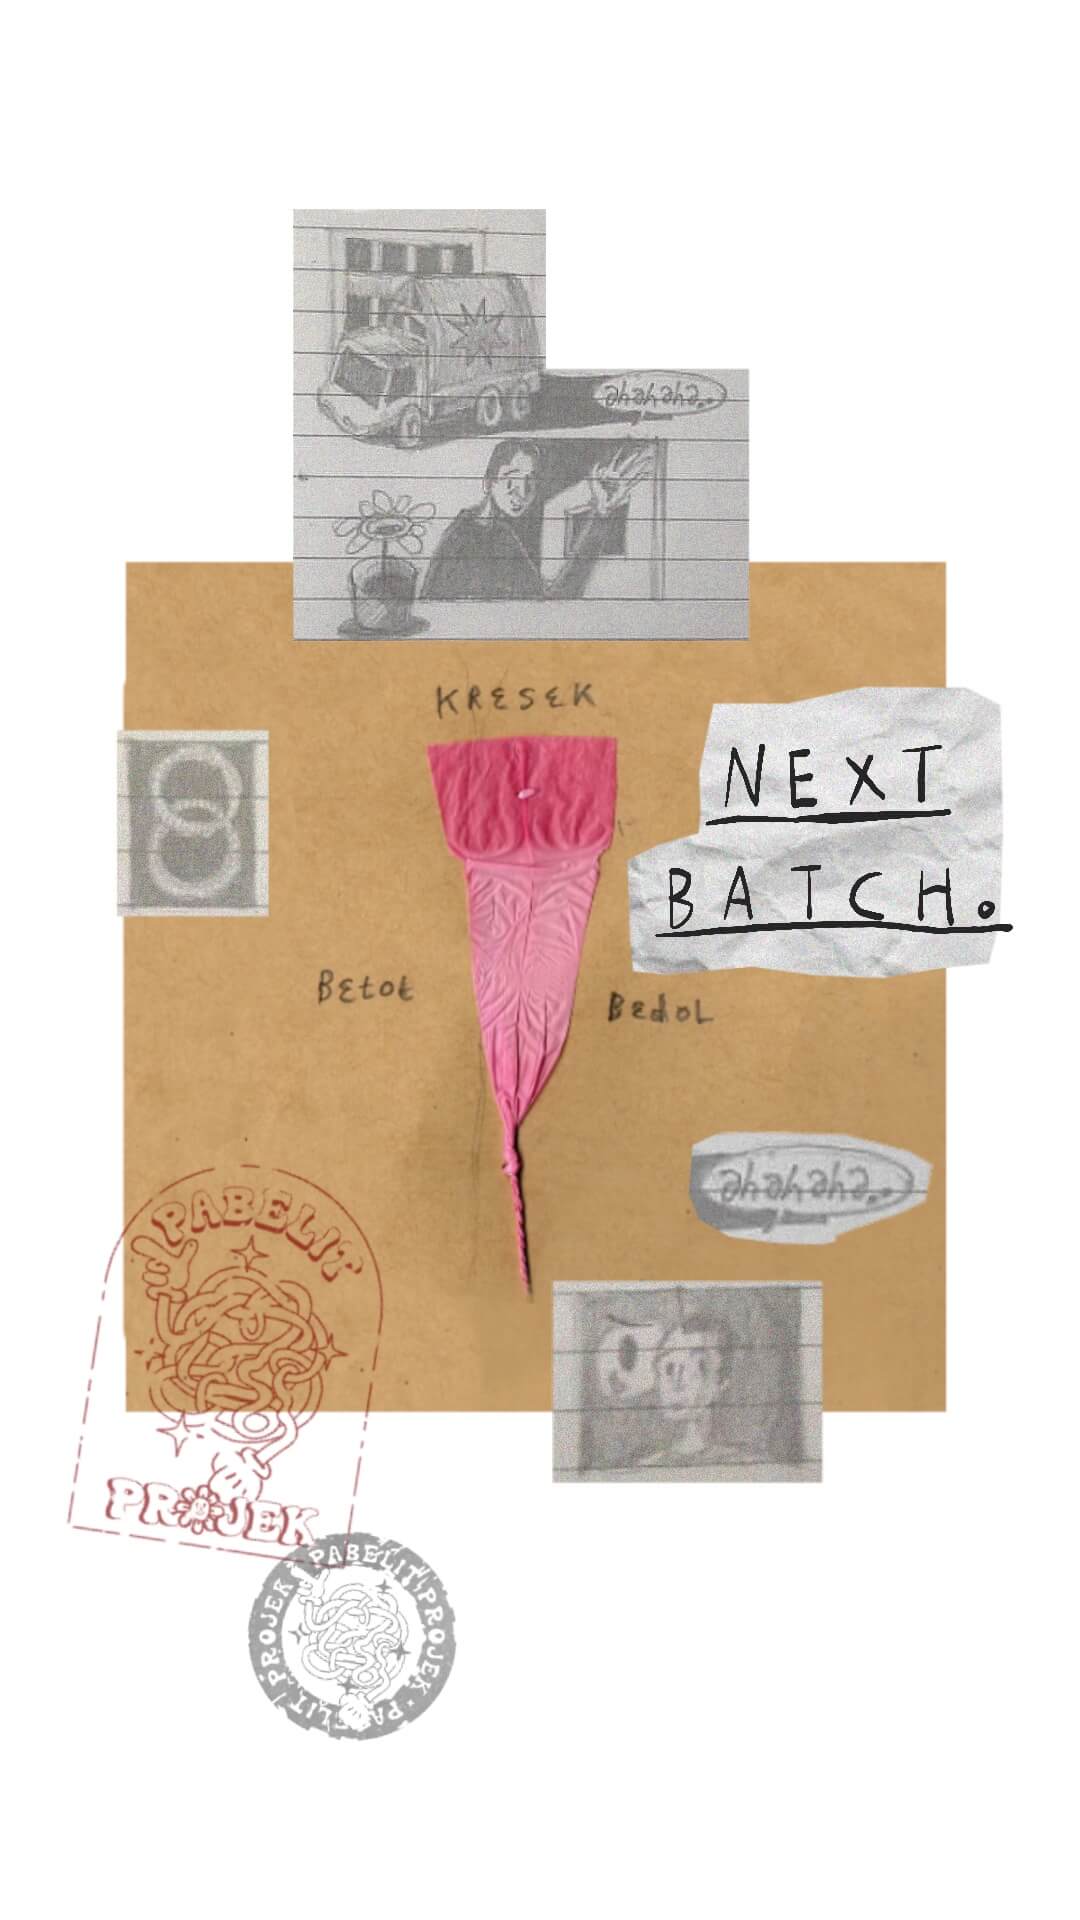 ahahaha..
KRESEK
NEXT
BATCH.
Betot
Bedol
ahahaha..
PABELIT
PROJEK
PABELIT PROJEK • PABELIT PROJEK